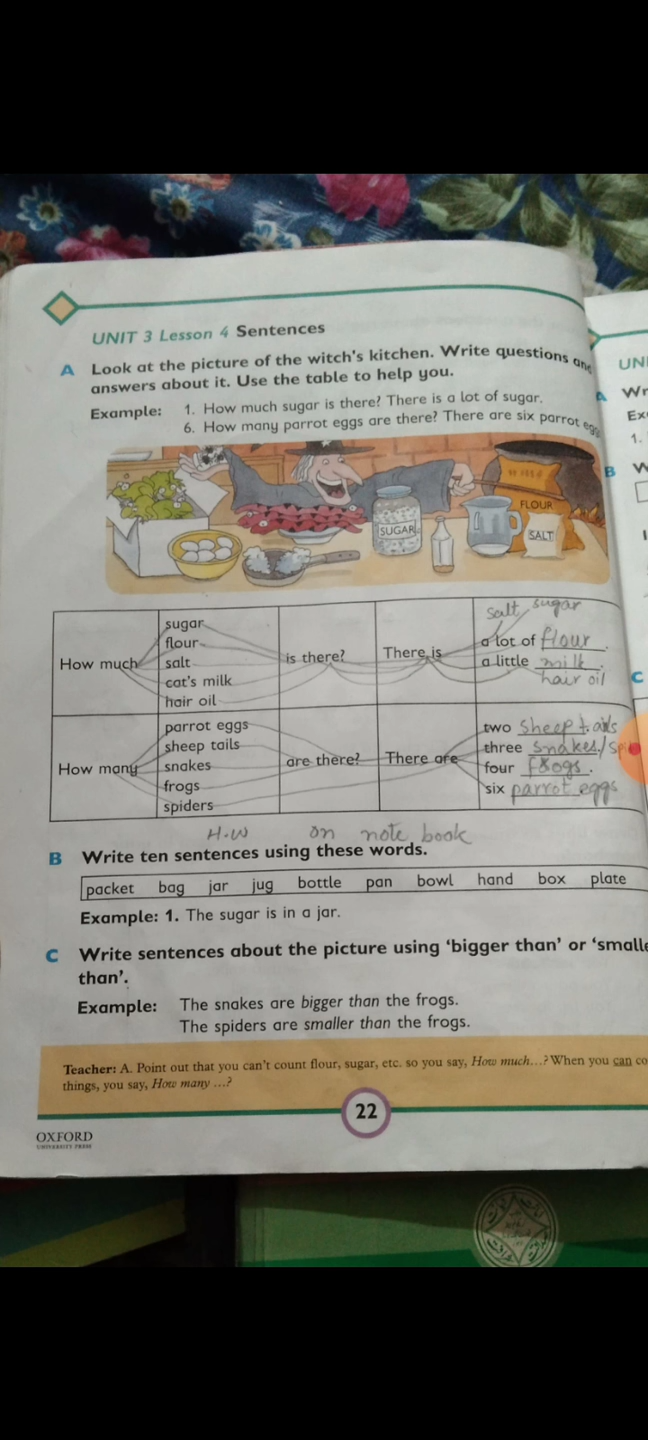 UNIT 3 Lesson 4 Sentences
A Look at the picture of the witch's kitchen. Write questions and
answers about it. Use the table to help you.
Example: 1. How much sugar is there? There is a lot of sugar.
6. How many parrot eggs are there? There are six parrot egg
FLOUR
SUGAR
SALT
salt, sugar
sugar
flour
a lot of flour.
How much
salt
is there?
There is
a little milk.
cat's milk
hair oil
hair oil
parrot eggs
two sheep tails
sheep tails
three snakes/
How many
snakes
are there?
There are
four frogs.
frogs
six parrot eggs
spiders
H.W on note book
B Write ten sentences using these words.
packet bag jar jug bottle pan bowl hand box plate
Example: 1. The sugar is in a jar.
C Write sentences about the picture using 'bigger than' or 'smalle
than'.
Example: The snakes are bigger than the frogs.
The spiders are smaller than the frogs.
Teacher: A. Point out that you can't count flour, sugar, etc. so you say, How much...? When you can co
things, you say, How many ...?
22
OXFORD
UNIVERSITY PRESS
UN
A Wr
Ex
1.
B W
I
C